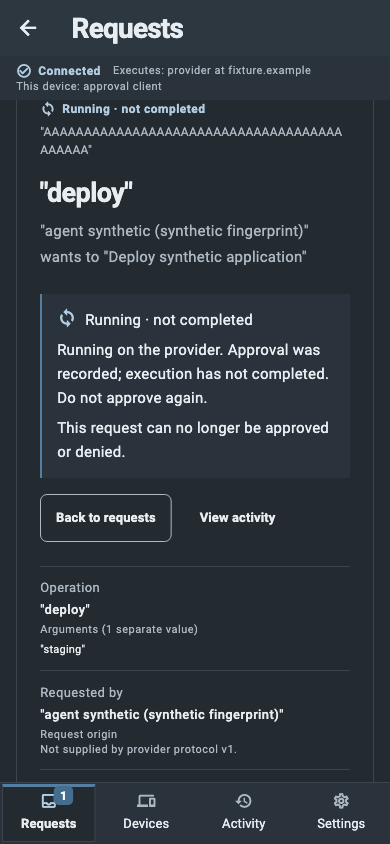 Requests
Connected Executes: provider at fixture.example
This device: approval client
Running · not completed
"AAAAAAAAAAAAAAAAAAAAAAAAAAAAAAAAAAAAA
AAAAAA"
"deploy"
"agent synthetic (synthetic fingerprint)"
wants to "Deploy synthetic application"
Running · not completed
Running on the provider. Approval was
recorded; execution has not completed.
Do not approve again.
This request can no longer be approved
or denied.
Back to requests View activity
Operation
"deploy"
Arguments (1 separate value)
"staging"
Requested by
"agent synthetic (synthetic fingerprint)"
Request origin
Not supplied by provider protocol v1.
1
Requests Devices Activity Settings